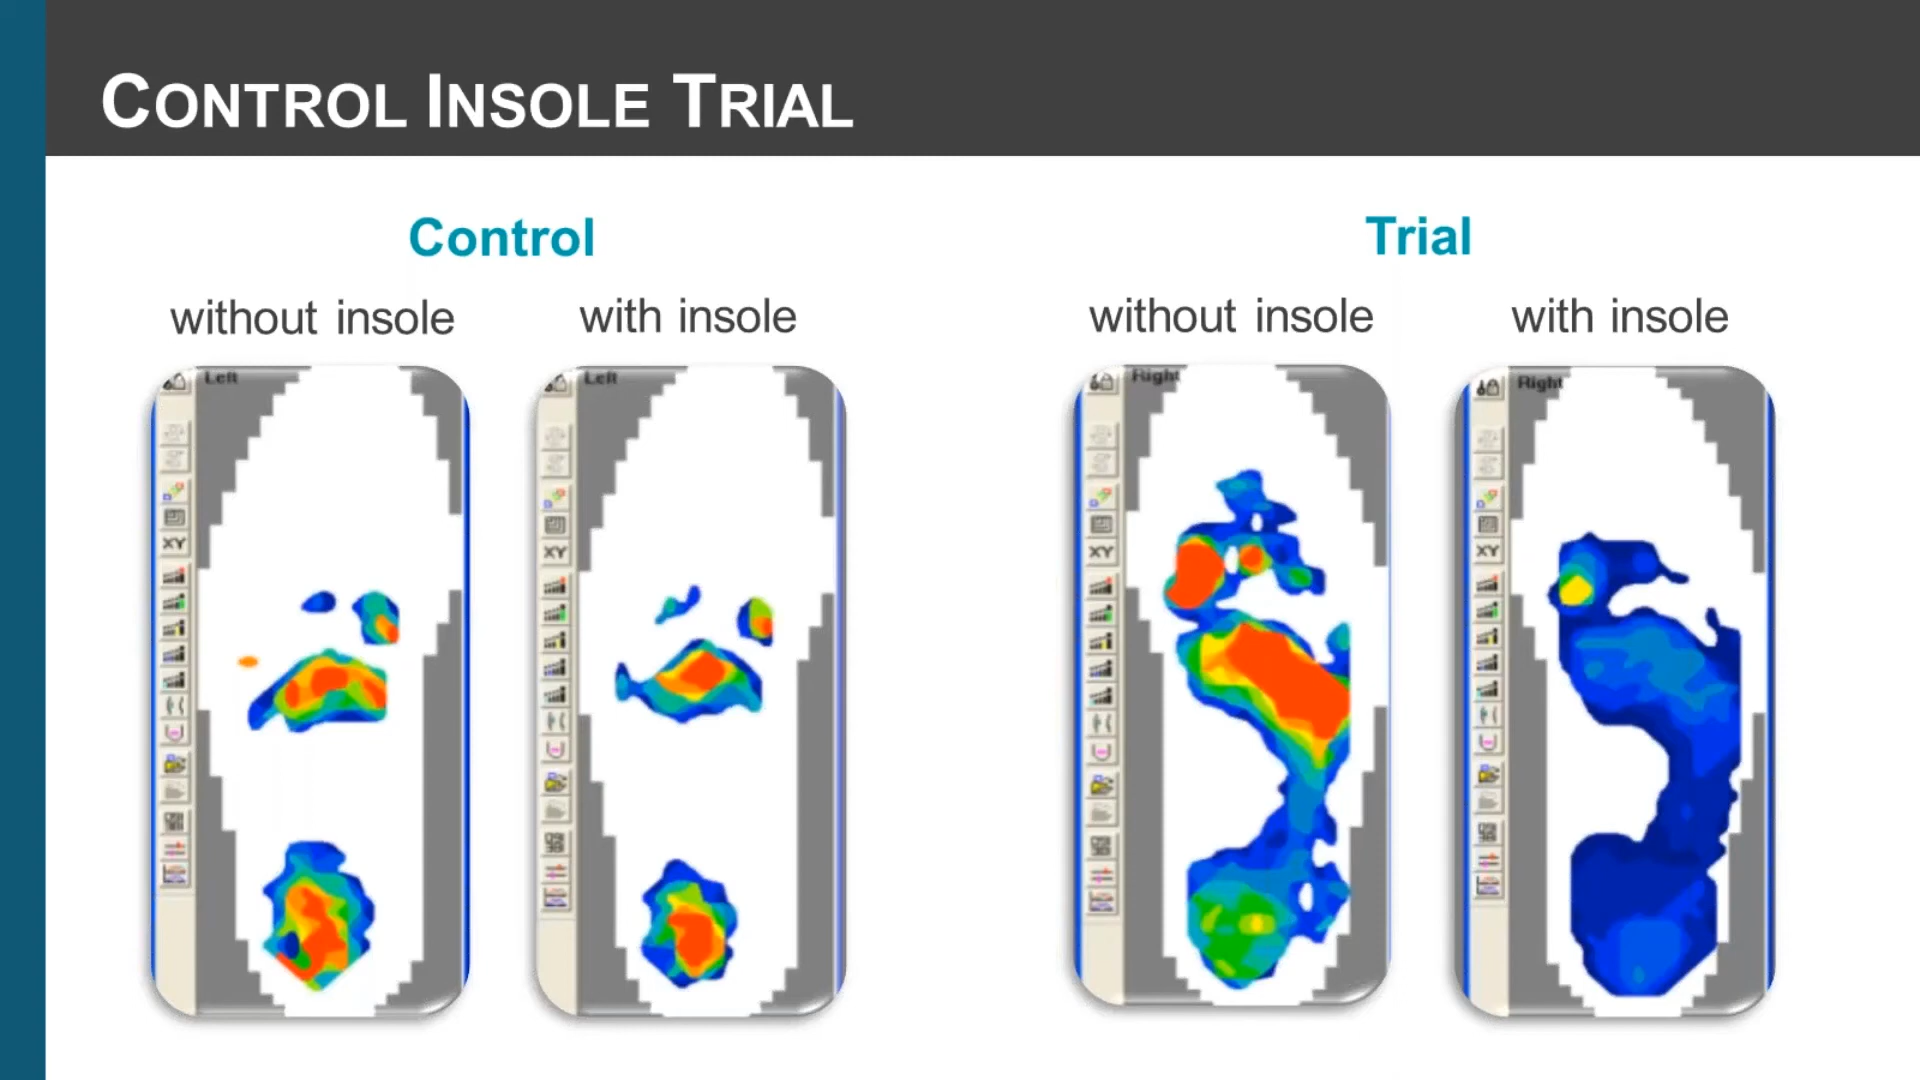 CONTROL INSOLE TRIAL
Control
Trial
without insole
with insole
without insole
with insole
Left
Left
Right
Right
XY
XY
XY
XY